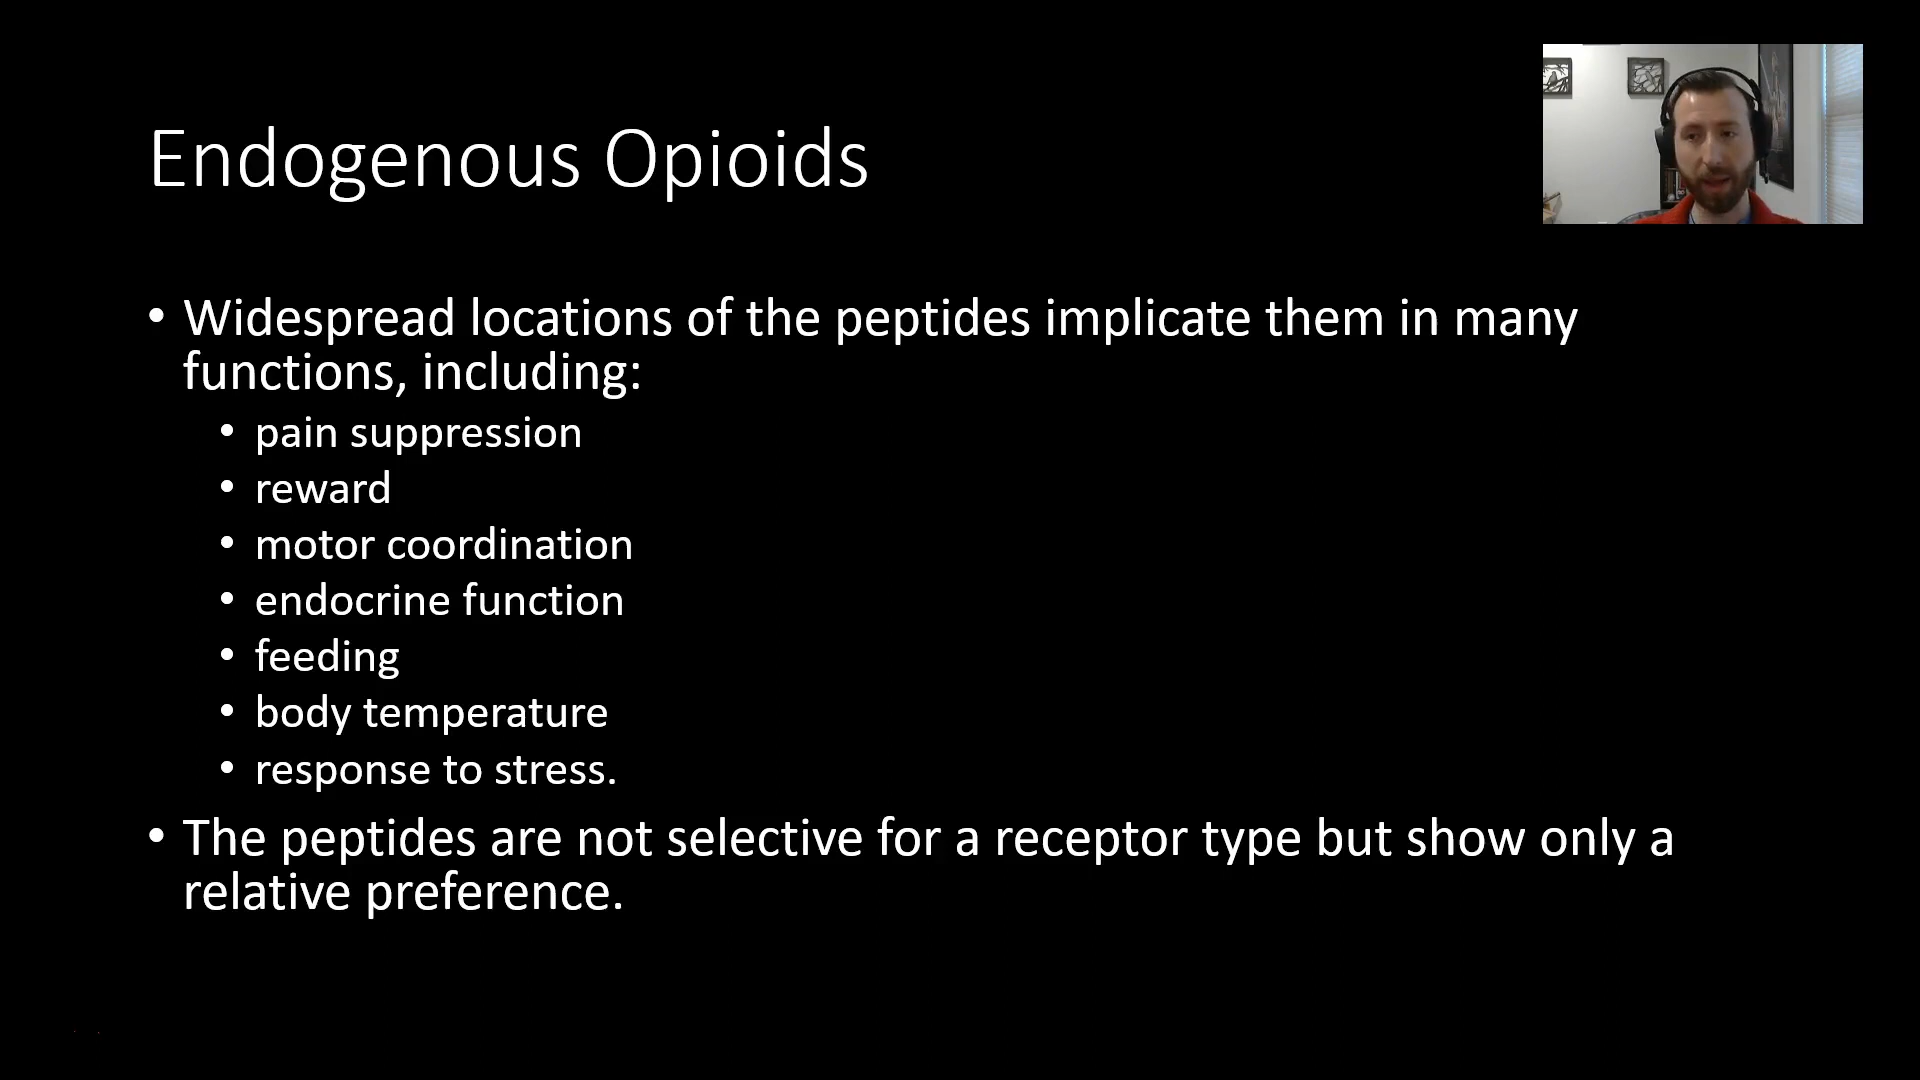 Endogenous Opioids
• Widespread locations of the peptides implicate them in many
functions, including:
• pain suppression
• reward
• motor coordination
• endocrine function
• feeding
• body temperature
• response to stress.
• The peptides are not selective for a receptor type but show only a
relative preference.